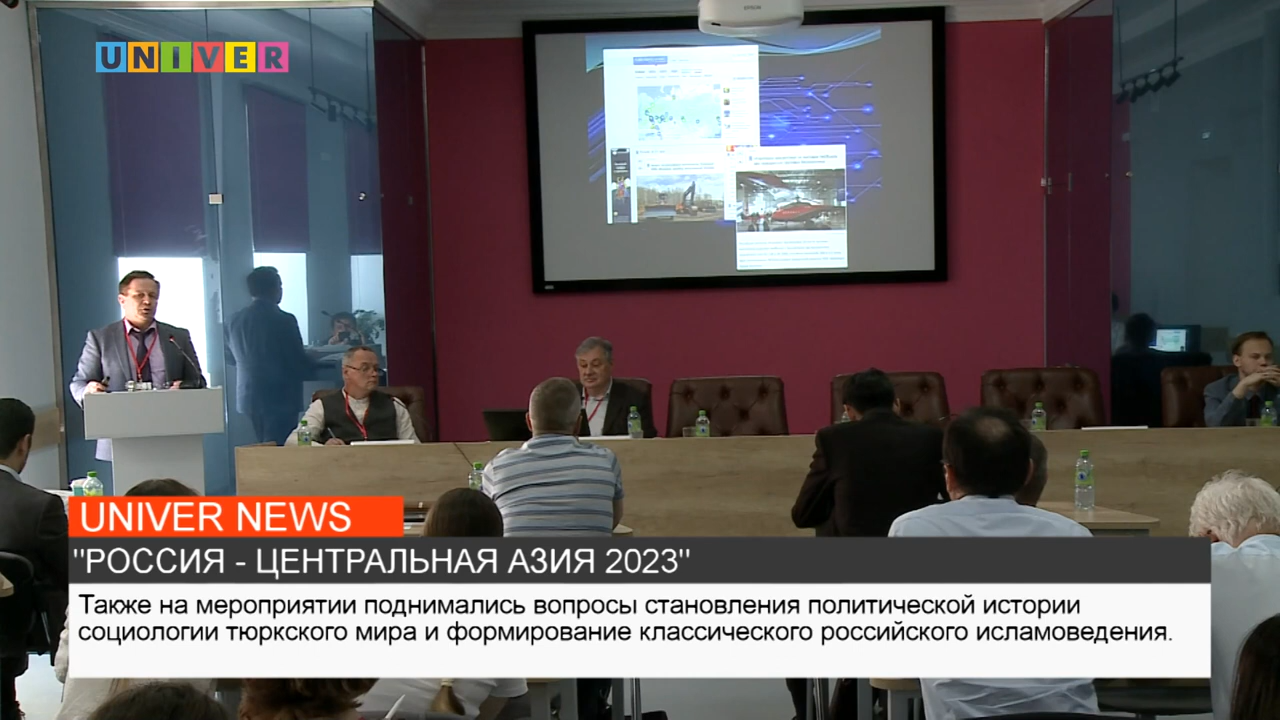 UNIVER
EPSON
UNIVER NEWS
"РОССИЯ - ЦЕНТРАЛЬНАЯ АЗИЯ 2023"
Также на мероприятии поднимались вопросы становления политической истории
социологии тюркского мира и формирование классического российского исламоведения.